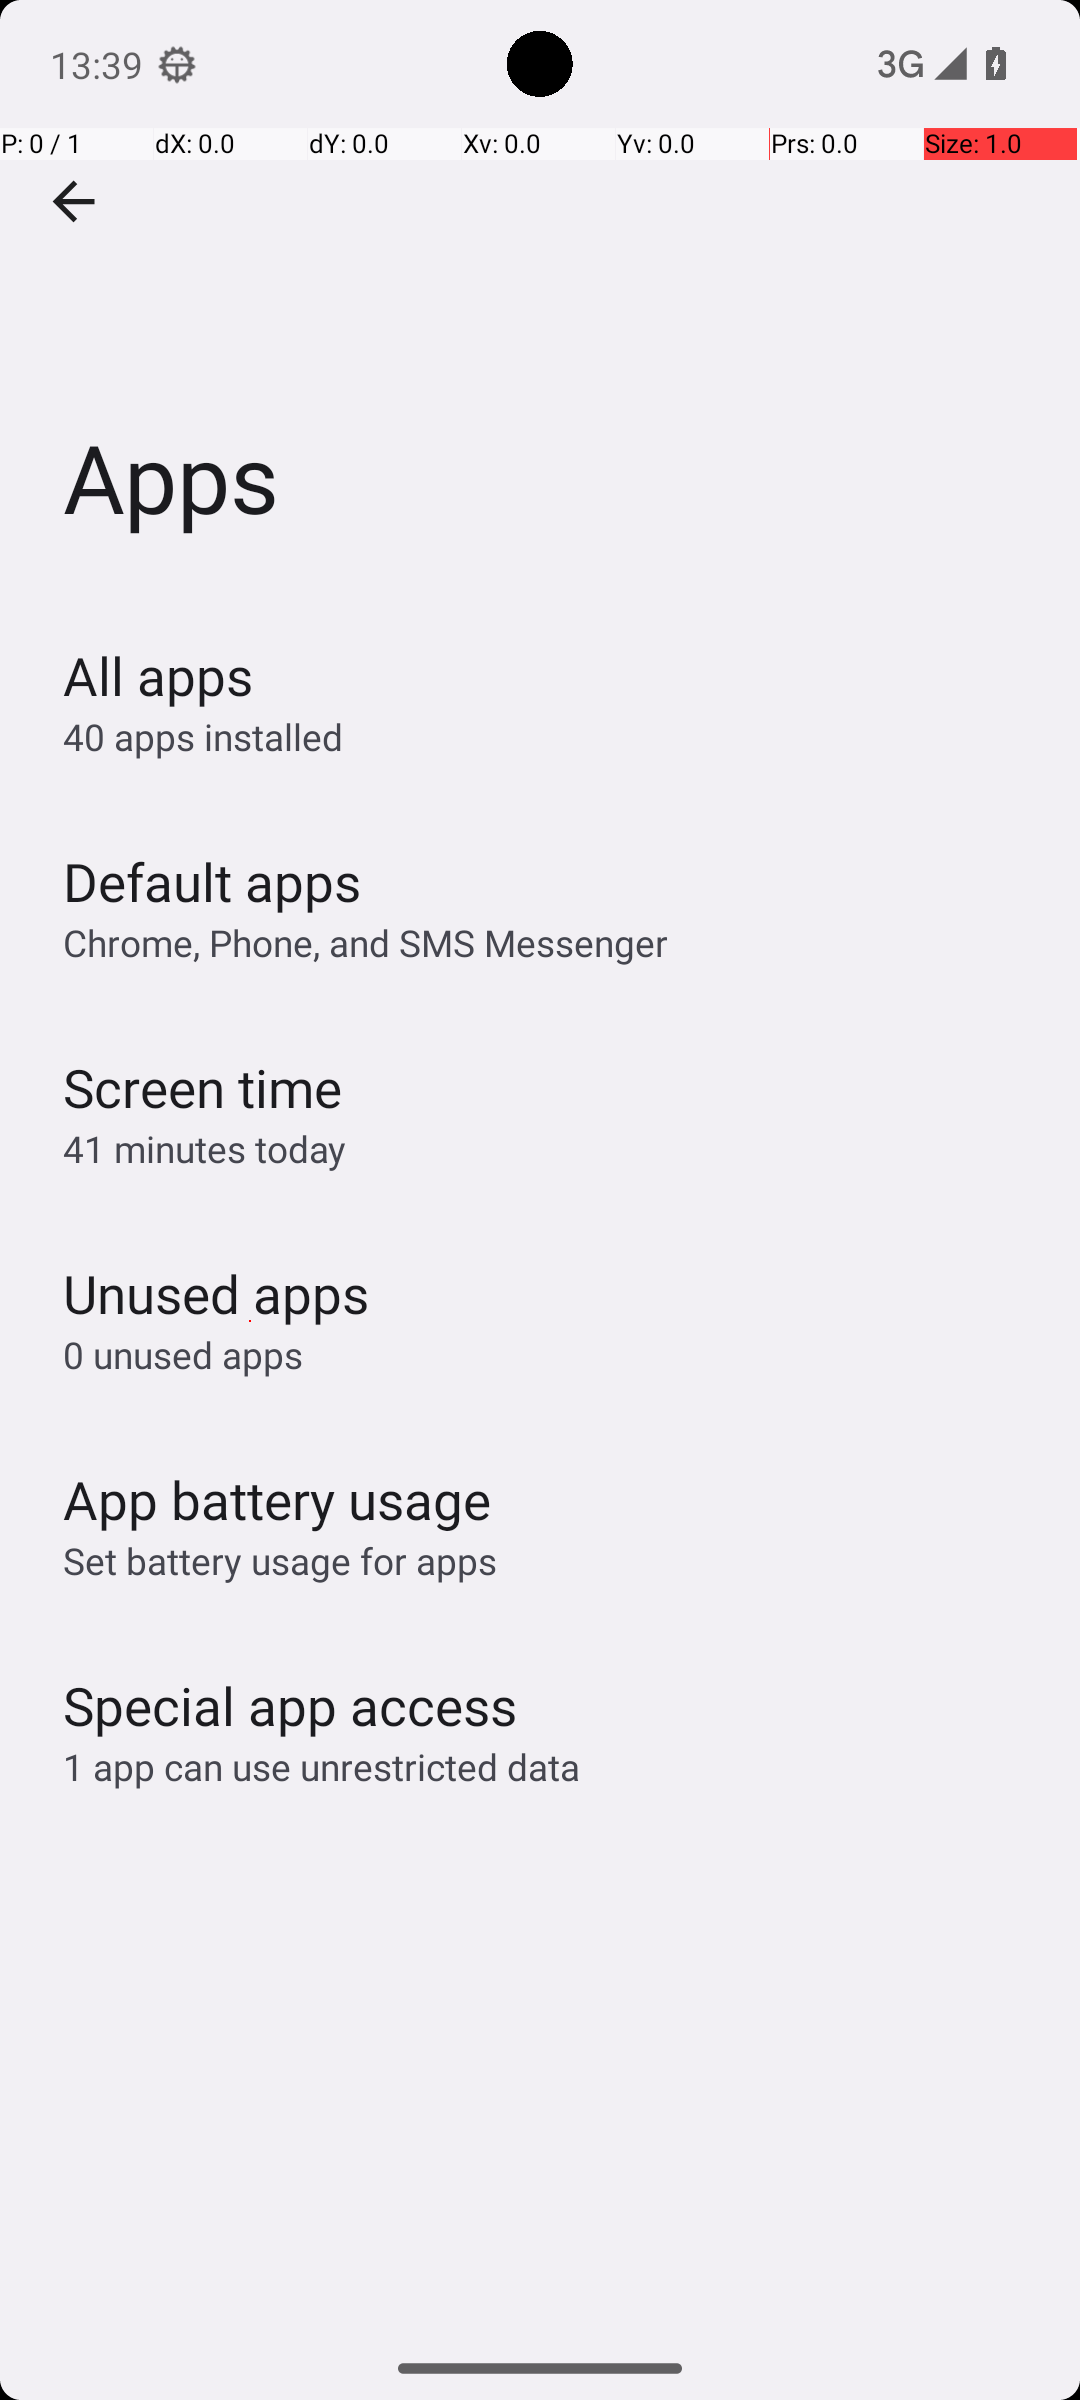 13:39
3G
P: 0 / 1 dX: 0.0 dY: 0.0 Xv: 0.0 Yv: 0.0 Prs: 0.0 Size: 1.0
Apps
All apps
40 apps installed
Default apps
Chrome, Phone, and SMS Messenger
Screen time
41 minutes today
Unused apps
0 unused apps
App battery usage
Set battery usage for apps
Special app access
1 app can use unrestricted data